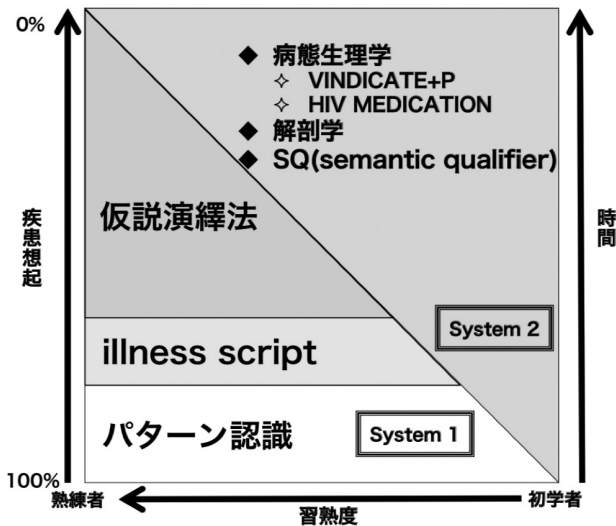 0%
◆ 病態生理学
✧ VINDICATE+P
✧ HIV MEDICATION
◆ 解剖学
◆ SQ(semantic qualifier)
仮説演繹法
疾患想起
時間
System 2
illness script
パターン認識
System 1
100%
熟練者
習熟度
初学者